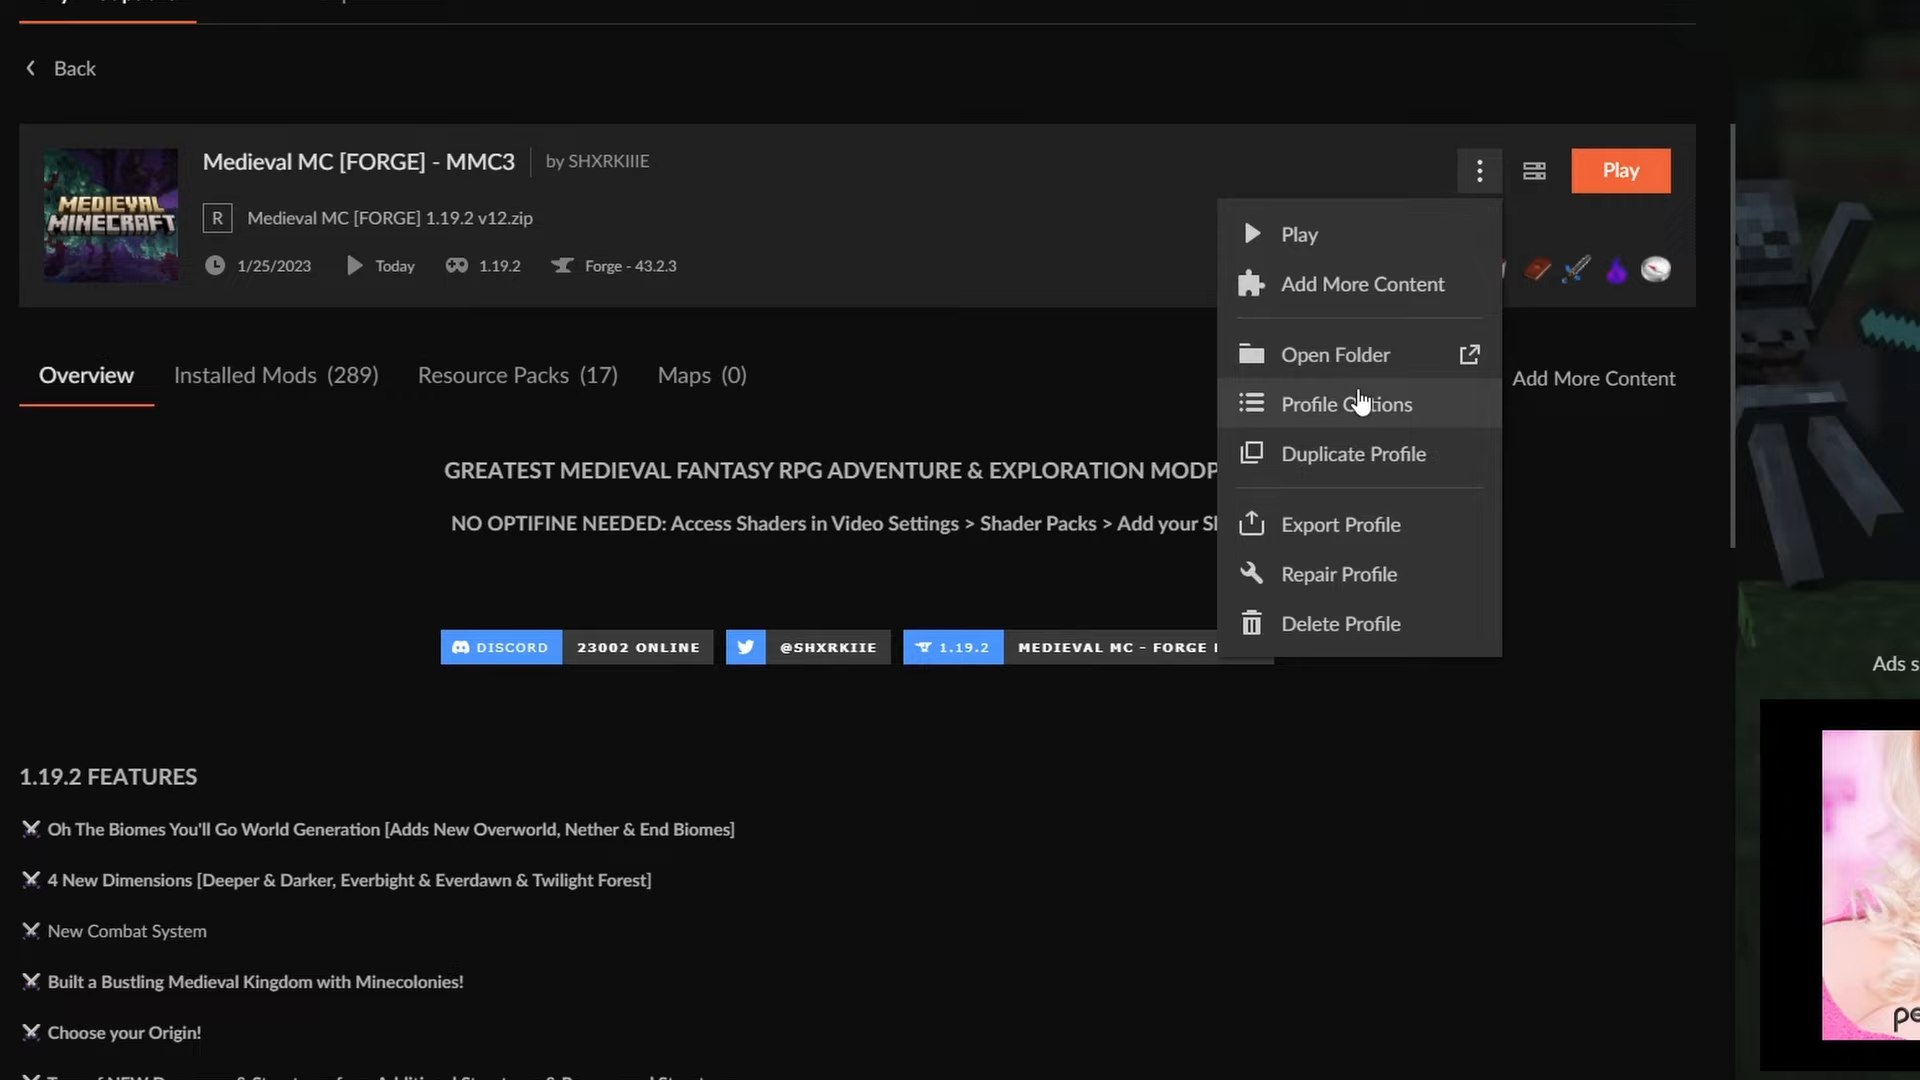 Back
MEDIEVAL
MINECRAFT
Medieval MC [FORGE] - MMC3
by SHXRKIIIE
R
Medieval MC [FORGE] 1.19.2 v12.zip
1/25/2023
Today
1.19.2
Forge - 43.2.3
Play
Play
Add More Content
Open Folder
Profile Options
Duplicate Profile
Export Profile
Repair Profile
Delete Profile
Overview
Installed Mods (289)
Resource Packs (17)
Maps (0)
Add More Content
GREATEST MEDIEVAL FANTASY RPG ADVENTURE & EXPLORATION MODP
NO OPTIFINE NEEDED: Access Shaders in Video Settings > Shader Packs > Add your S
DISCORD
23002 ONLINE
@SHXRKIIE
1.19.2
MEDIEVAL MC - FORGE
Ads s
1.19.2 FEATURES
Oh The Biomes You'll Go World Generation [Adds New Overworld, Nether & End Biomes]
4 New Dimensions [Deeper & Darker, Everbight & Everdawn & Twilight Forest]
New Combat System
Built a Bustling Medieval Kingdom with Minecolonies!
Choose your Origin!
pe